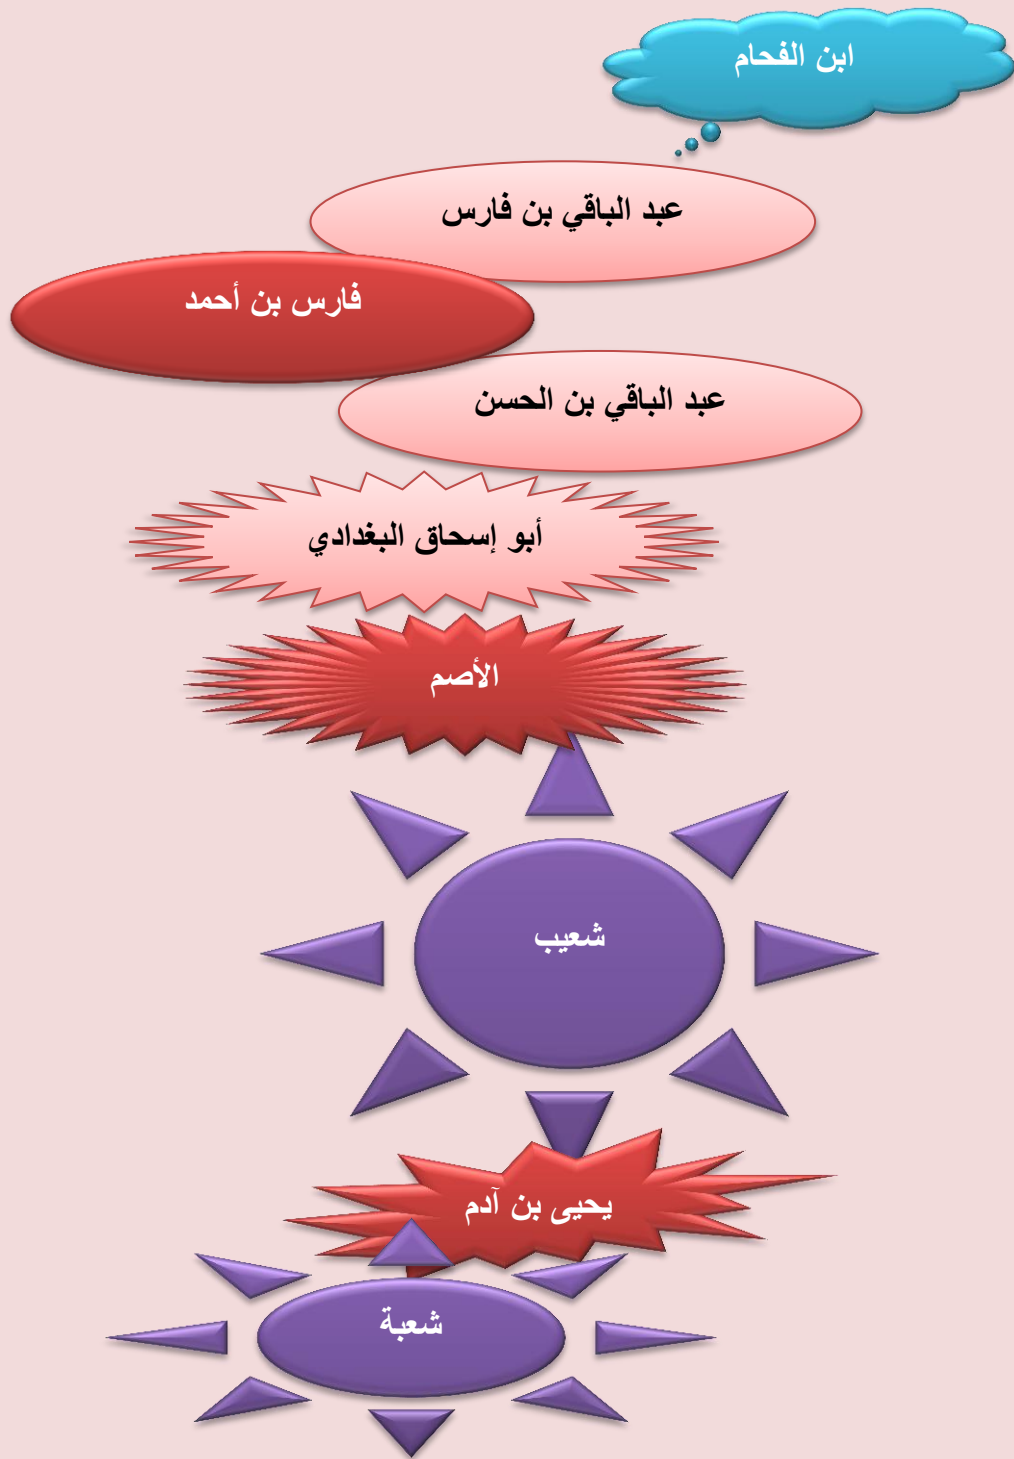 ابن الفحام
عبد الباقي بن فارس
فارس بن أحمد
عبد الباقي بن الحسن
أبو إسحاق البغدادي
الأصم
شعيب
يحيى بن آدم
شعبة